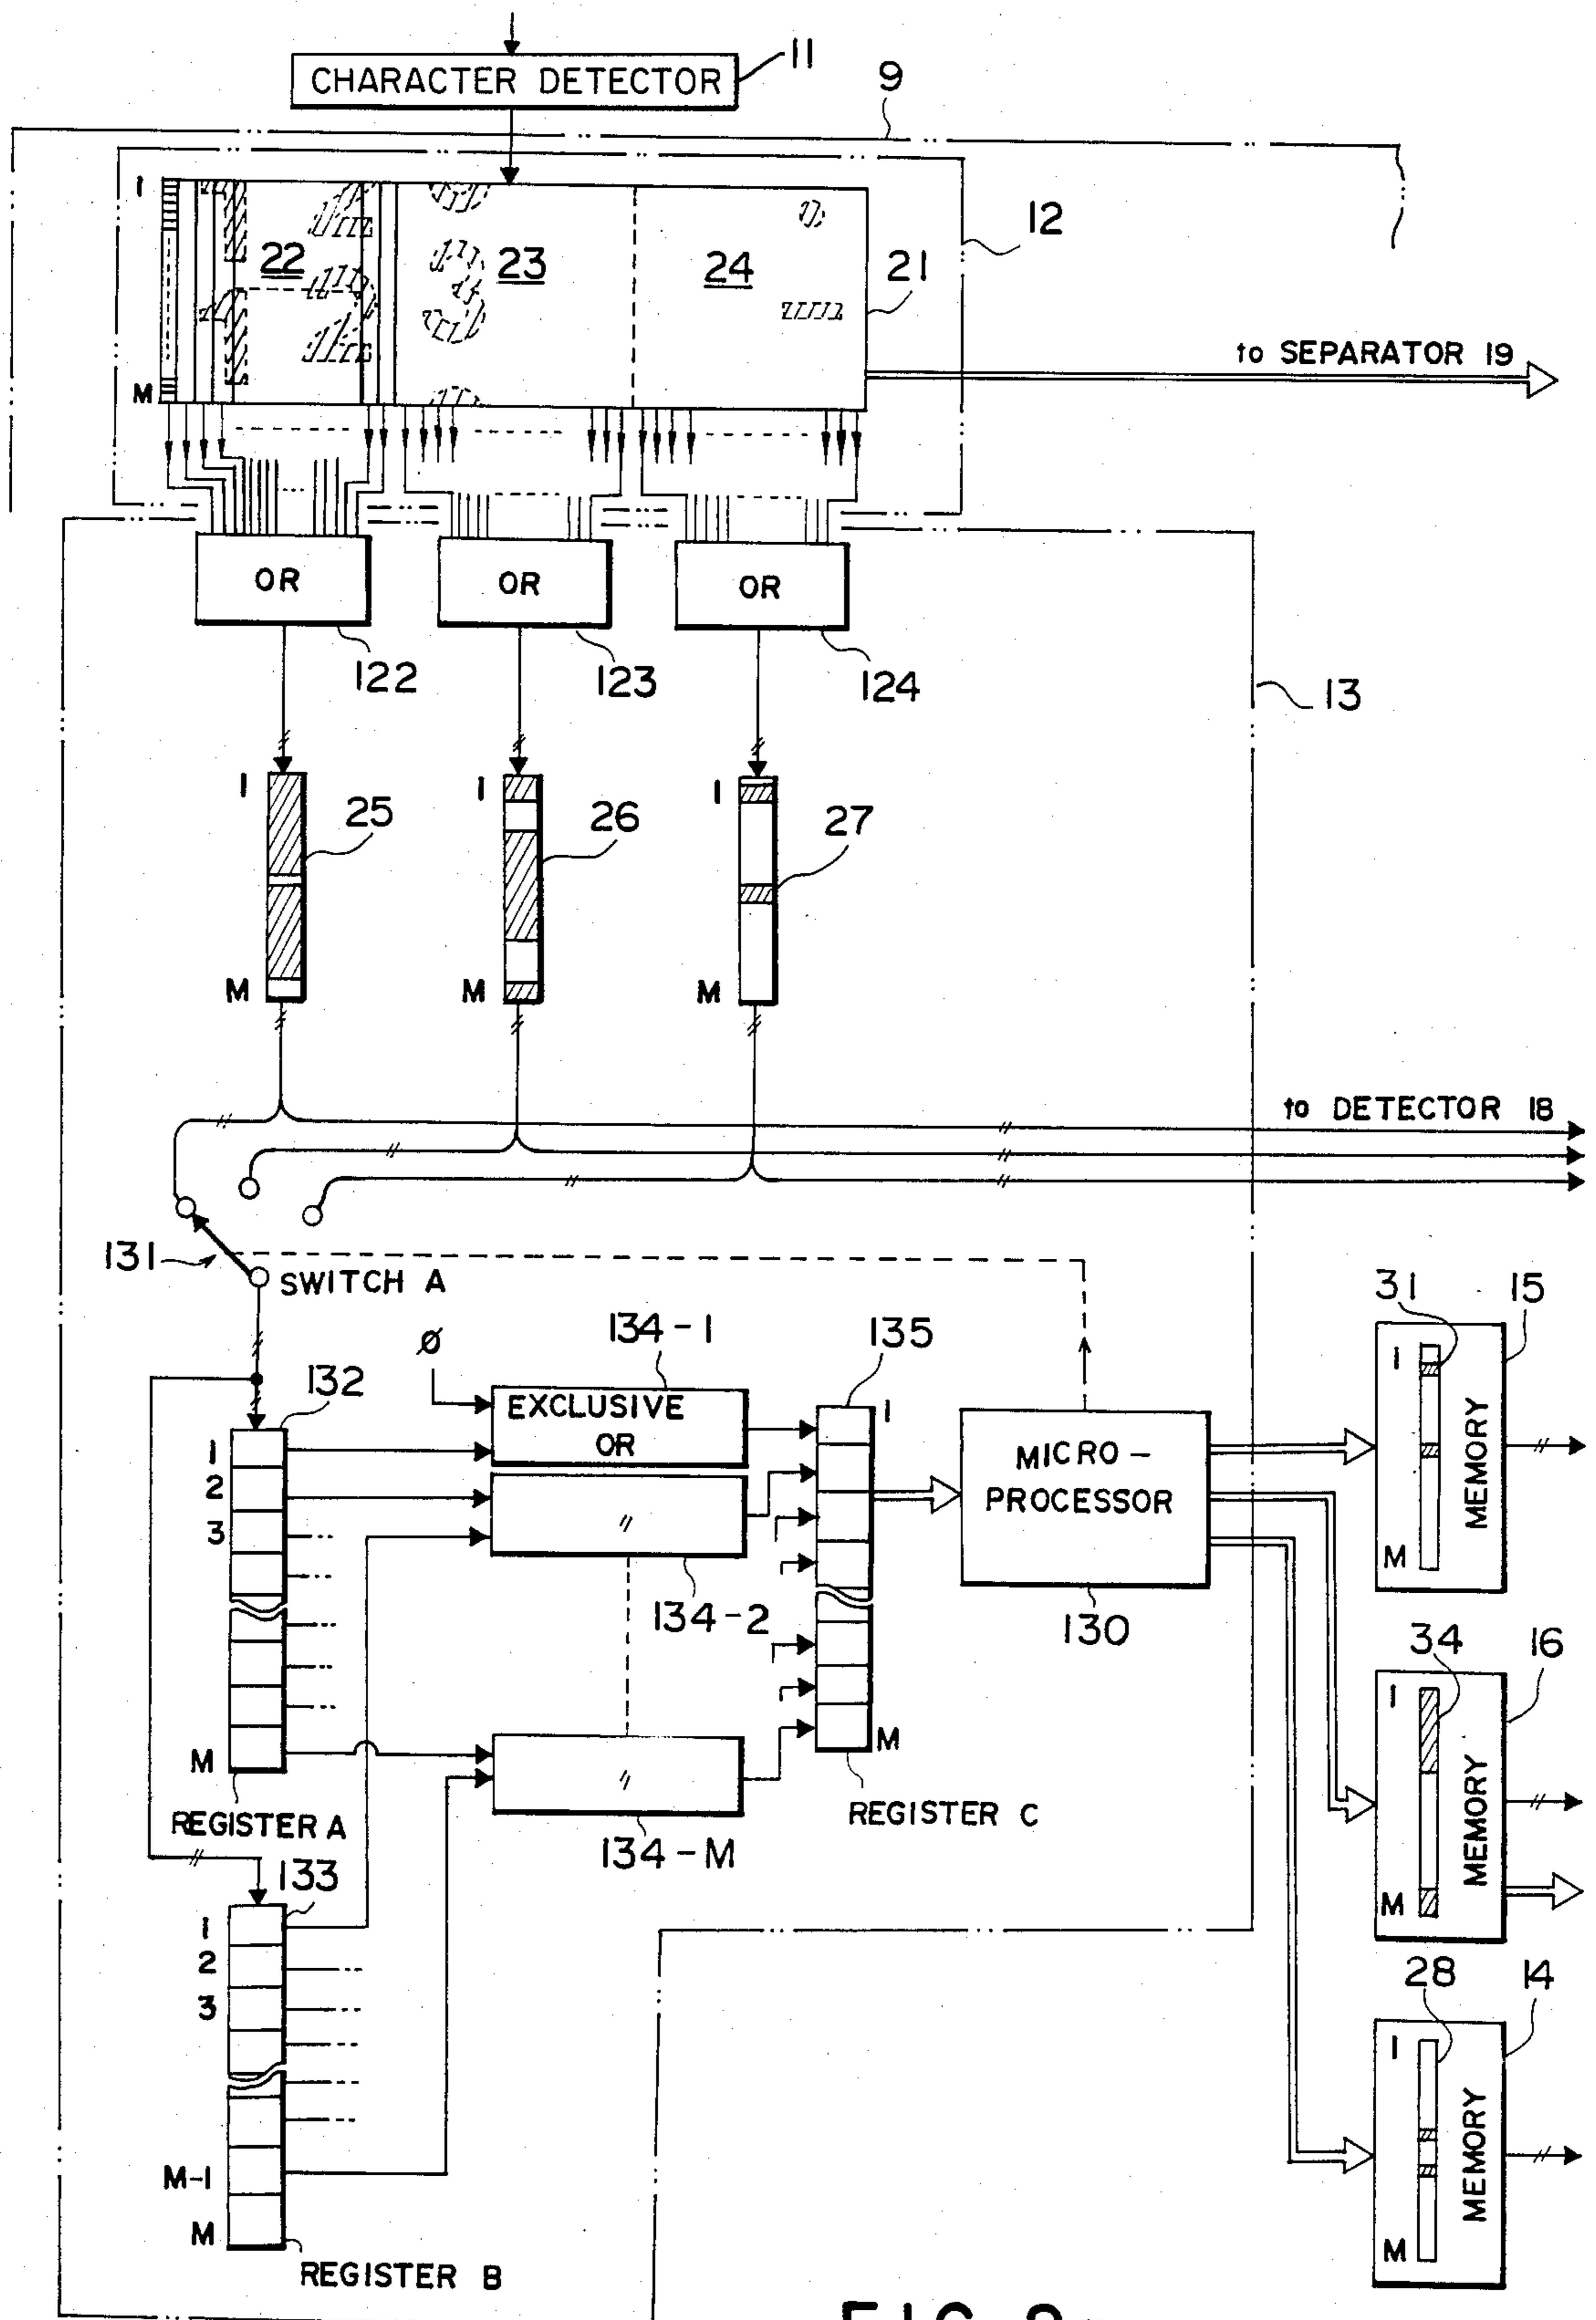 CHARACTER DETECTOR
11
9
1
22
23
24
12
21
to SEPARATOR 19
M
OR
OR
OR
122
123
124
13
1
25
1
26
1
27
M
M
M
to DETECTOR 18
131
SWITCH A
31
15
Ø
134-1
135
132
EXCLUSIVE
OR
1
1
MICRO-
PROCESSOR
1
MEMORY
2
3
〃
M
134-2
130
34
16
1
M
〃
M
MEMORY
REGISTER A
134-M
REGISTER C
133
M
1
2
3
28
14
1
MEMORY
M-1
M
M
REGISTER B